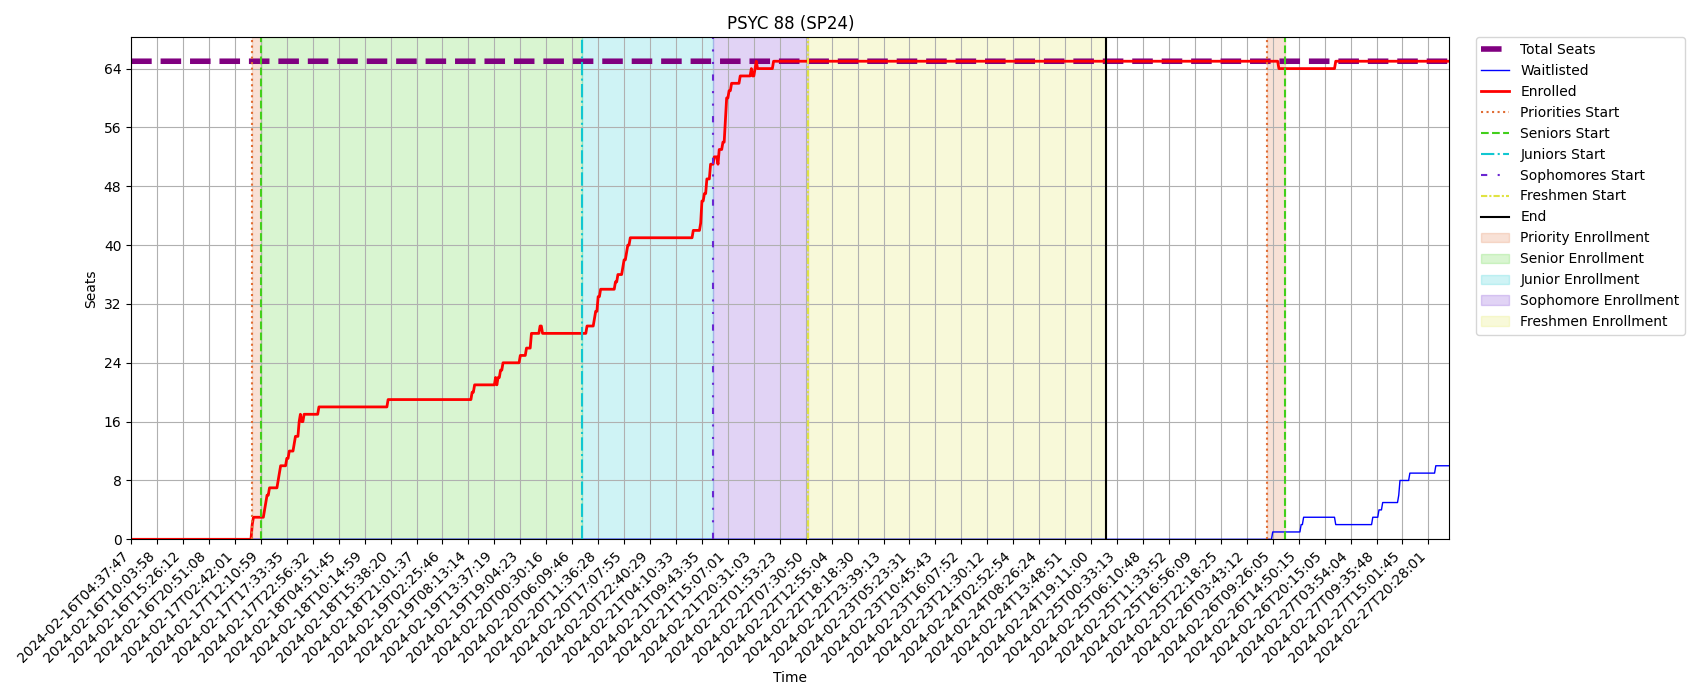 PSYC 88 (SP24)
Seats
64
56
48
40
32
24
16
8
0
2024-02-16T04:37:47
2024-02-16T10:03:58
2024-02-16T15:26:12
2024-02-16T20:51:08
2024-02-17T02:42:01
2024-02-17T12:10:59
2024-02-17T17:33:35
2024-02-17T22:56:32
2024-02-18T04:51:45
2024-02-18T10:14:59
2024-02-18T15:38:20
2024-02-18T21:01:37
2024-02-19T02:25:46
2024-02-19T08:13:14
2024-02-19T13:37:19
2024-02-19T19:04:23
2024-02-20T00:30:16
2024-02-20T06:09:46
2024-02-20T11:36:28
2024-02-20T17:07:55
2024-02-20T22:40:29
2024-02-21T04:10:33
2024-02-21T09:43:35
2024-02-21T15:07:01
2024-02-21T20:31:03
2024-02-22T01:53:23
2024-02-22T07:30:50
2024-02-22T12:55:04
2024-02-22T18:18:30
2024-02-22T23:39:13
2024-02-23T05:23:31
2024-02-23T10:45:43
2024-02-23T16:07:52
2024-02-23T21:30:12
2024-02-24T02:52:54
2024-02-24T08:26:24
2024-02-24T13:48:51
2024-02-24T19:11:00
2024-02-25T00:33:13
2024-02-25T06:10:48
2024-02-25T11:33:52
2024-02-25T16:56:09
2024-02-25T22:18:25
2024-02-26T03:43:12
2024-02-26T09:26:05
2024-02-26T14:50:15
2024-02-26T20:15:05
2024-02-27T03:54:04
2024-02-27T09:35:48
2024-02-27T15:01:45
2024-02-27T20:28:01
Time
Total Seats
Waitlisted
Enrolled
Priorities Start
Seniors Start
Juniors Start
Sophomores Start
Freshmen Start
End
Priority Enrollment
Senior Enrollment
Junior Enrollment
Sophomore Enrollment
Freshmen Enrollment